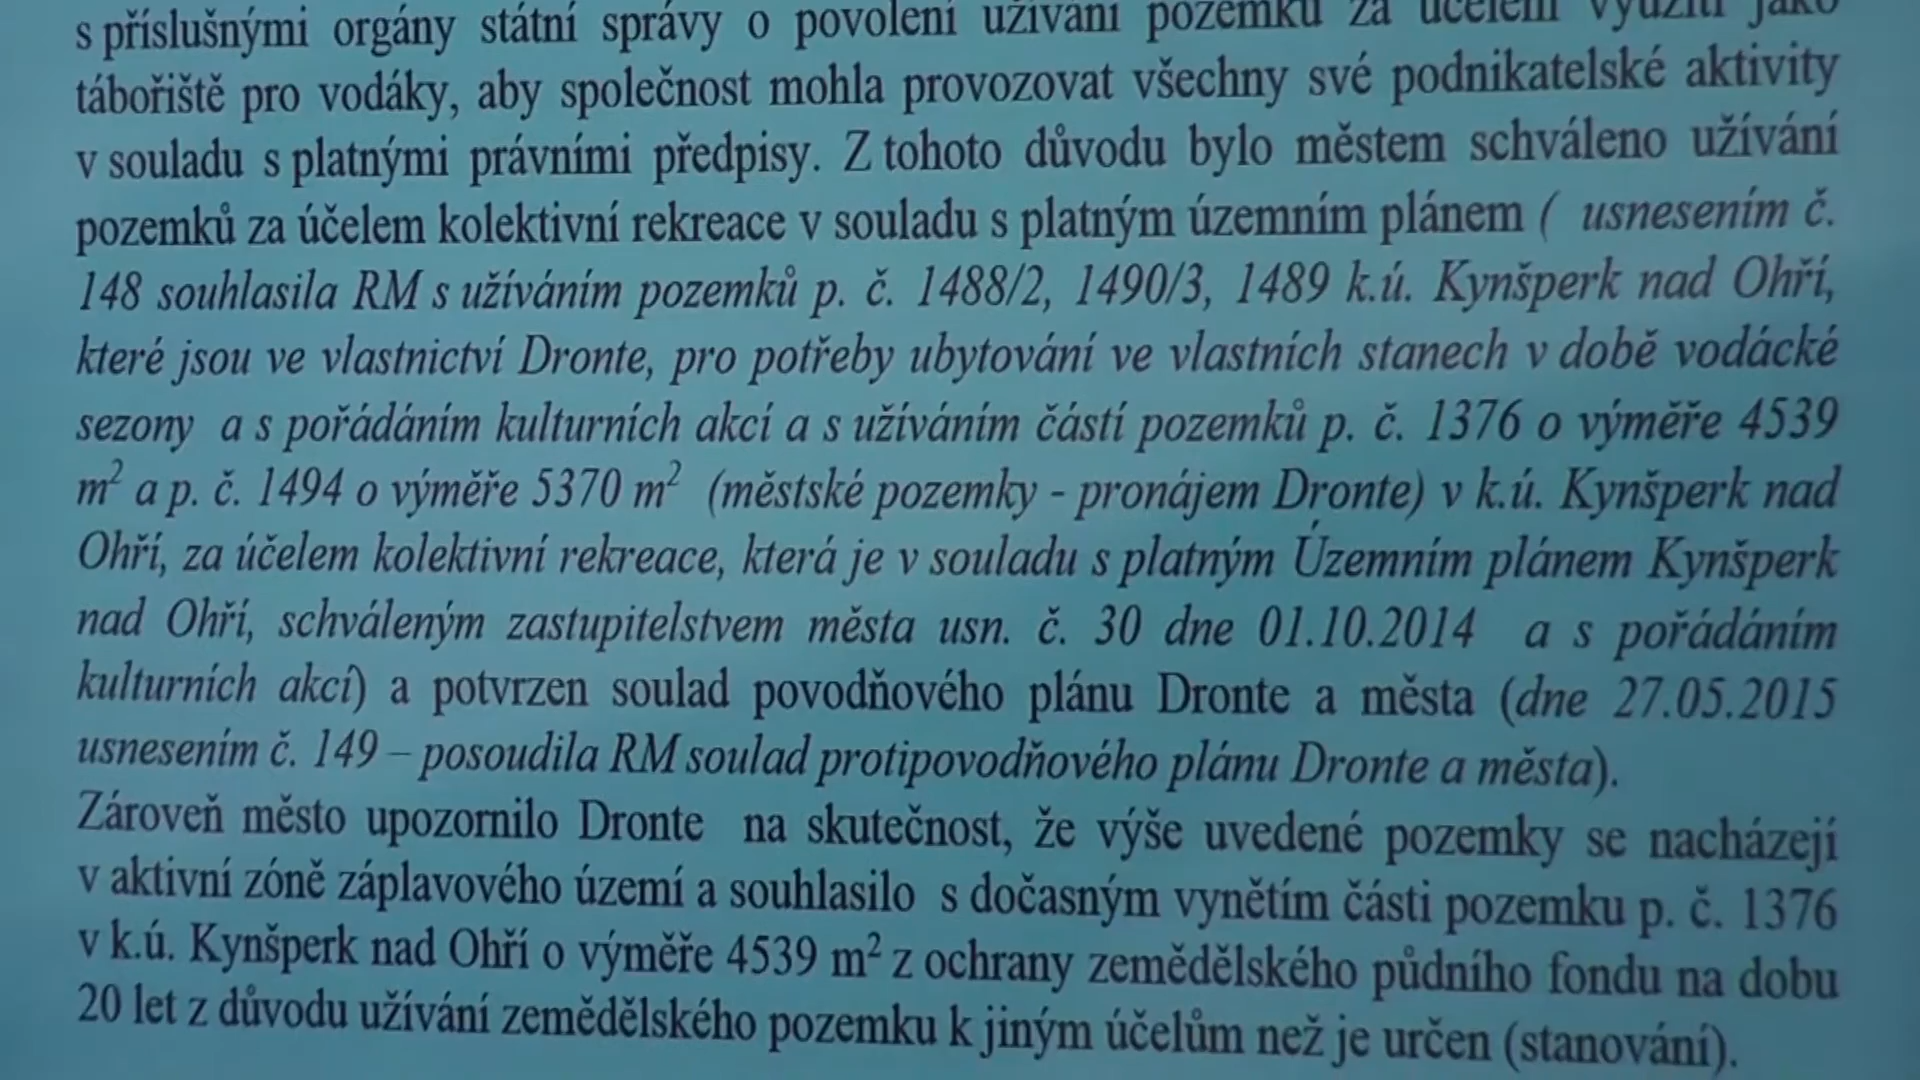 s příslušnými orgány státní správy o povolení užívání pozemku za účelem využití jako
tábořiště pro vodáky, aby společnost mohla provozovat všechny své podnikatelské aktivity
v souladu s platnými právními předpisy. Z tohoto důvodu bylo městem schváleno užívání
pozemků za účelem kolektivní rekreace v souladu s platným územním plánem ( usnesením č.
148 souhlasila RM s užíváním pozemků p. č. 1488/2, 1490/3, 1489 k.ú. Kynšperk nad Ohří,
které jsou ve vlastnictví Dronte, pro potřeby ubytování ve vlastních stanech v době vodácké
sezony a s pořádáním kulturních akcí a s užíváním částí pozemků p. č. 1376 o výměře 4539
m² a p. č. 1494 o výměře 5370 m² (městské pozemky - pronájem Dronte) v k.ú. Kynšperk nad
Ohří, za účelem kolektivní rekreace, která je v souladu s platným Územním plánem Kynšperk
nad Ohří, schváleným zastupitelstvem města usn. č. 30 dne 01.10.2014 a s pořádáním
kulturních akcí) a potvrzen soulad povodňového plánu Dronte a města (dne 27.05.2015
usnesením č. 149 – posoudila RM soulad protipovodňového plánu Dronte a města).
Zároveň město upozornilo Dronte na skutečnost, že výše uvedené pozemky se nacházejí
v aktivní zóně záplavového území a souhlasilo s dočasným vynětím části pozemku p. č. 1376
v k.ú. Kynšperk nad Ohří o výměře 4539 m² z ochrany zemědělského půdního fondu na dobu
20 let z důvodu užívání zemědělského pozemku k jiným účelům než je určen (stanování).